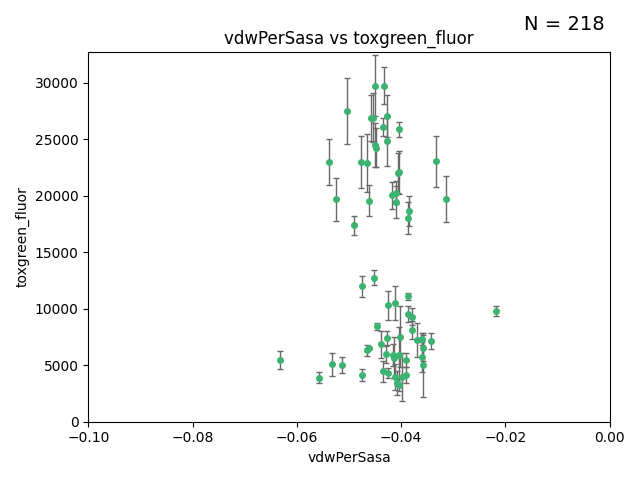 N = 218
vdwPerSasa vs toxgreen_fluor
30000
25000
20000
15000
10000
5000
0
toxgreen_fluor
−0.10 −0.08 −0.06 −0.04 −0.02 0.00
vdwPerSasa